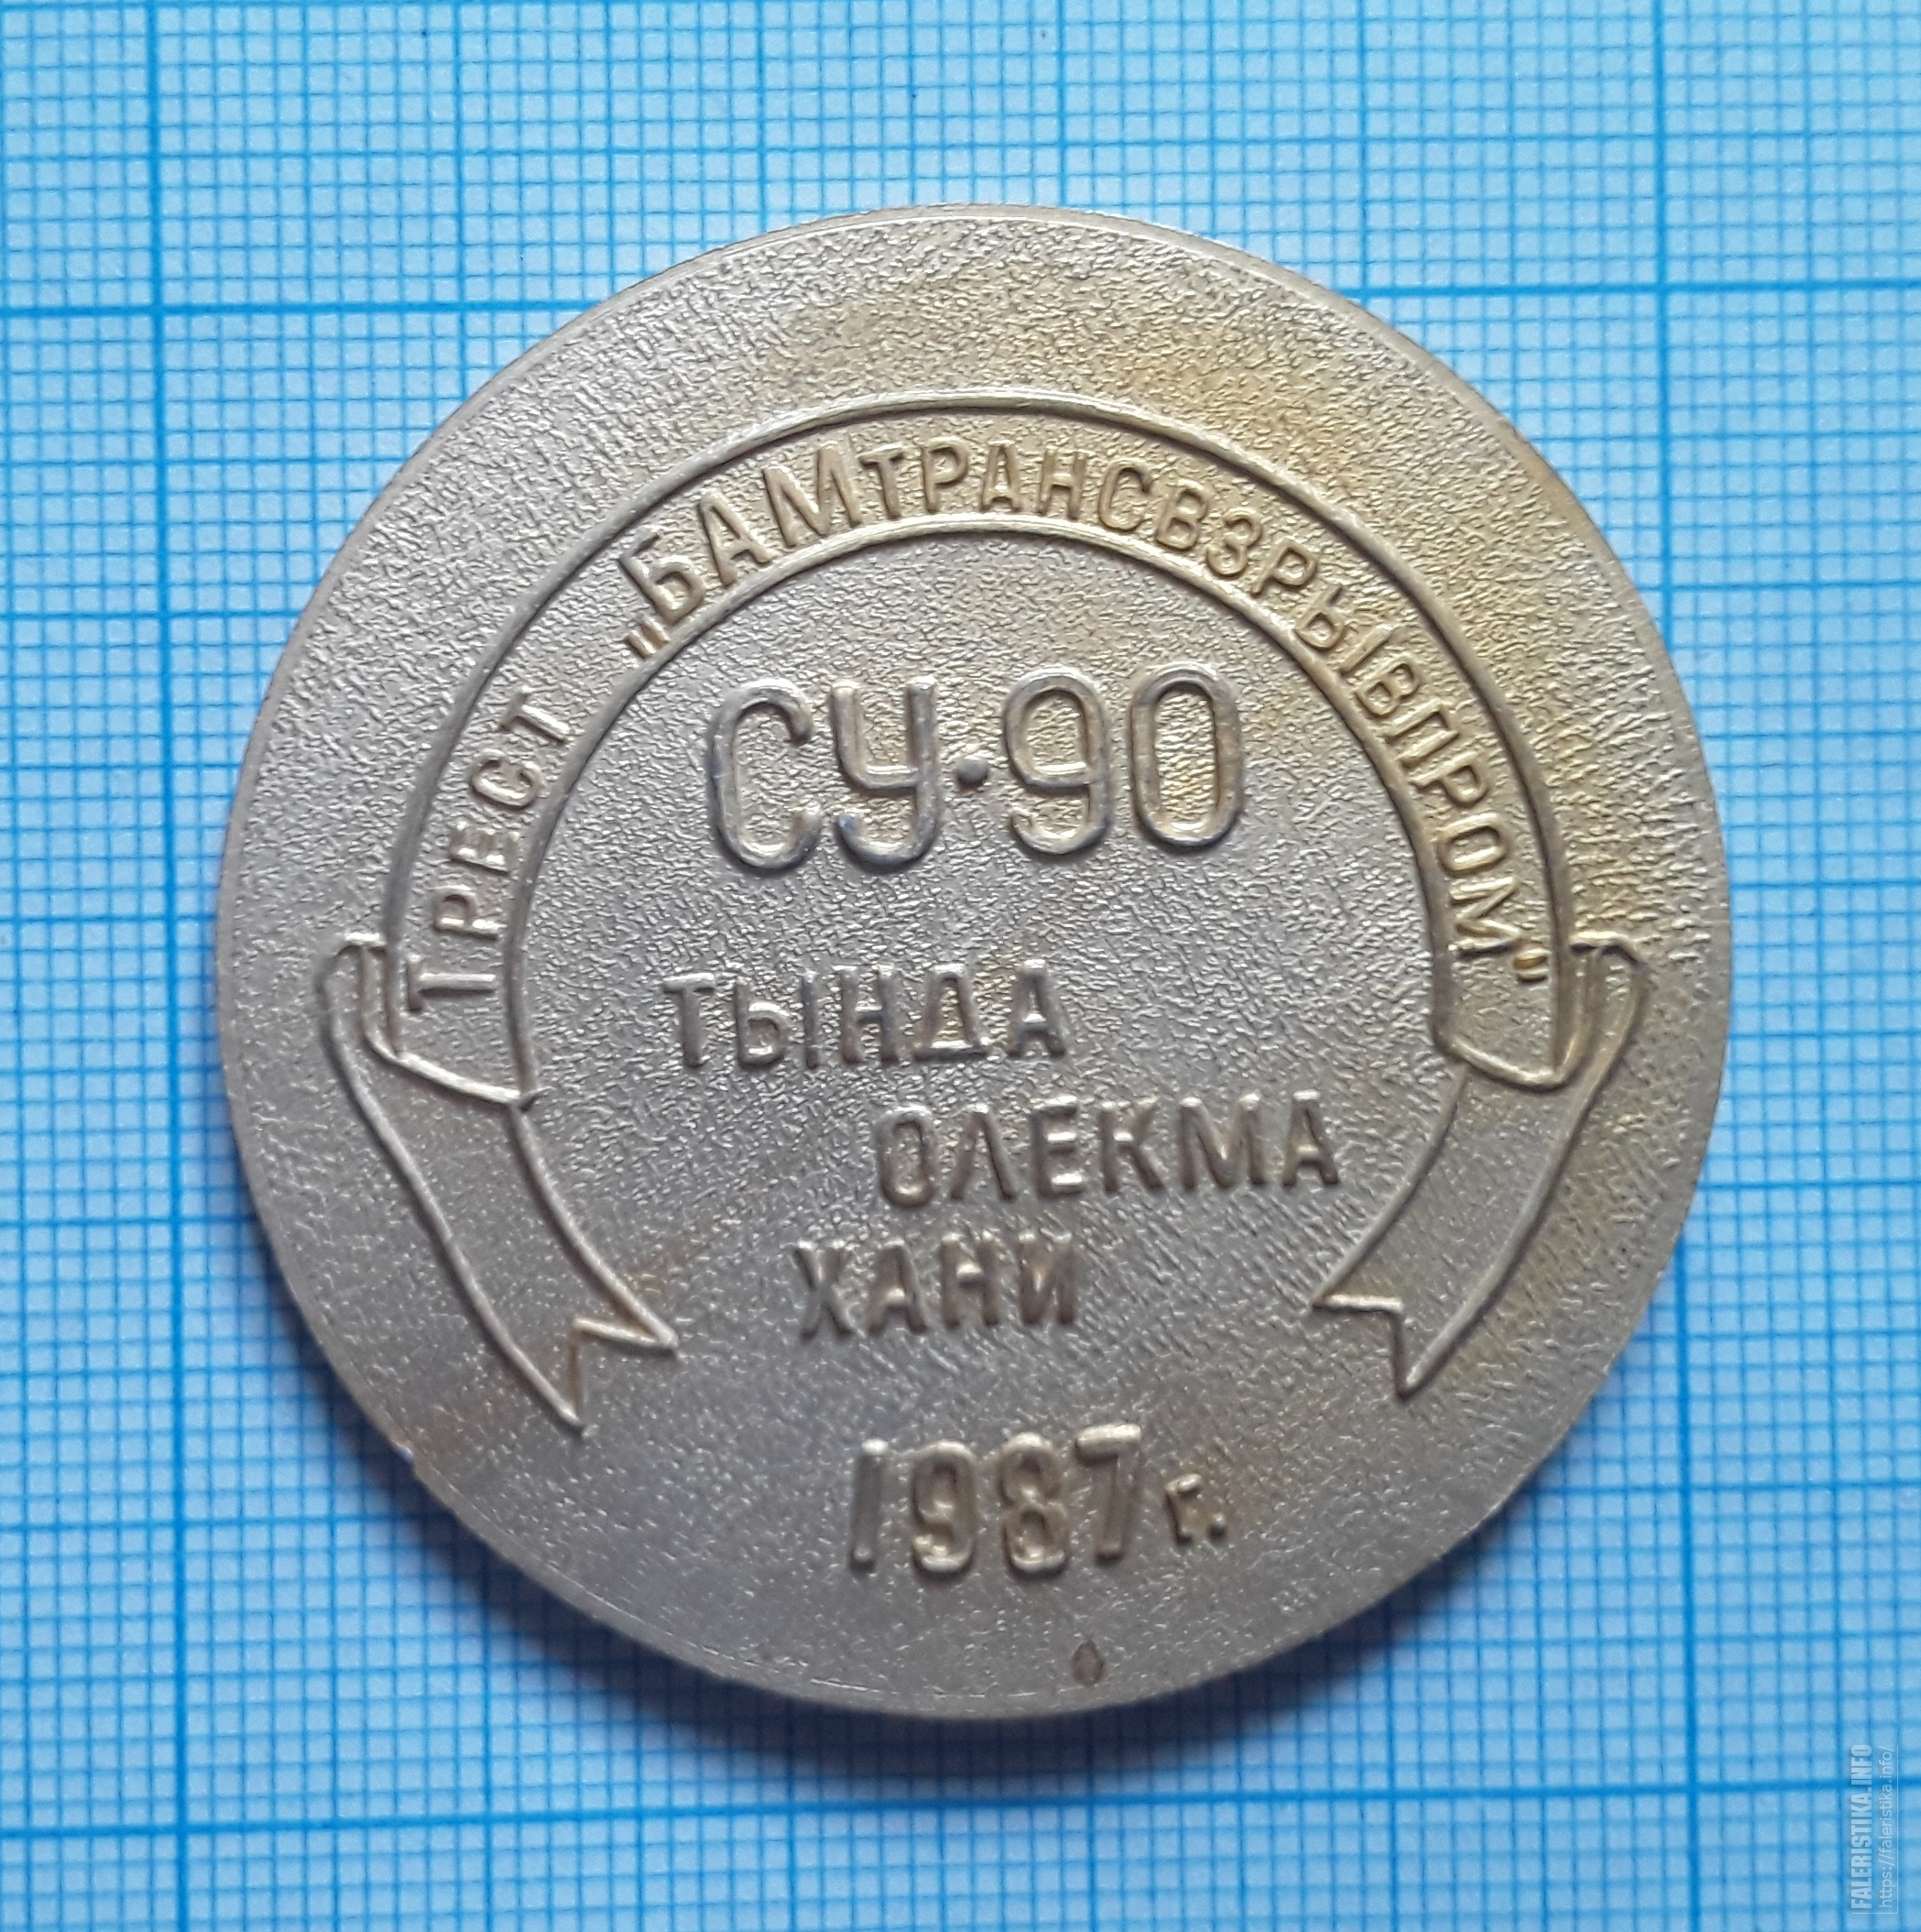 ТРЕСТ „БАМТРАНСВЗРЫВПРОМ"
СУ·90
ТЫНДА
ОЛЕКМА
ХАНИ
1987 г.
FALERISTIKA.INFO
https://faleristika.info/